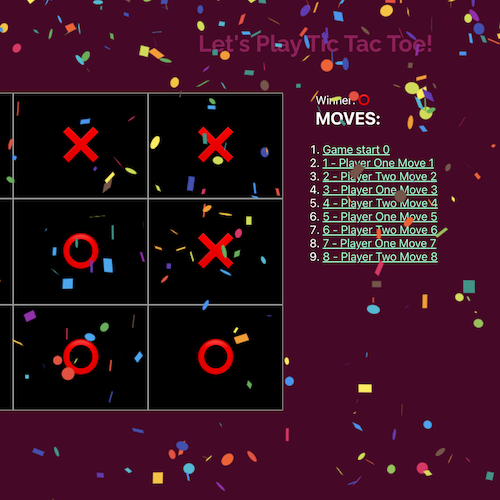 Let's Play Tic Tac Toe!
Winner:⭕
MOVES:
1. Game start 0
2. 1 - Player One Move 1
3. 2 - Player Two Move 2
4. 3 - Player One Move 3
5. 4 - Player Two Move 4
6. 5 - Player One Move 5
7. 6 - Player Two Move 6
8. 7 - Player One Move 7
9. 8 - Player Two Move 8
❌ ❌
⭕ ❌
⭕ ⭕